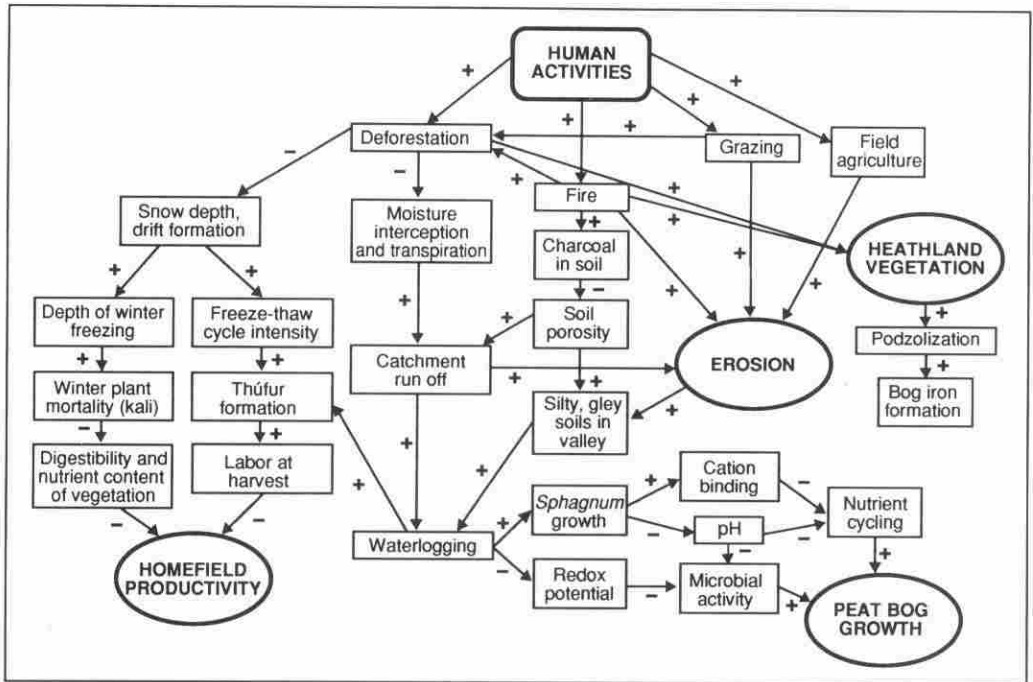 HUMAN
ACTIVITIES
+
+
+
+
+
Deforestation
Grazing
Field
agriculture
−
−
+
+
+
Snow depth,
drift formation
Moisture
interception
and transpiration
Fire
+
Charcoal
in soil
HEATHLAND
VEGETATION
+
+
+
+
+
−
+
+
Depth of winter
freezing
Freeze-thaw
cycle intensity
Soil
porosity
Podzolization
+
+
+
+
Catchment
run off
+
EROSION
Bog iron
formation
Winter plant
mortality (kali)
Thúfur
formation
+
+
Silty, gley
soils in
valley
−
+
Digestibility and
nutrient content
of vegetation
Labor at
harvest
+
+
+
+
Cation
binding
−
Nutrient
cycling
Sphagnum
growth
−
−
HOMEFIELD
PRODUCTIVITY
Waterlogging
+
−
−
pH
−
−
+
Redox
potential
−
Microbial
activity
+
PEAT BOG
GROWTH